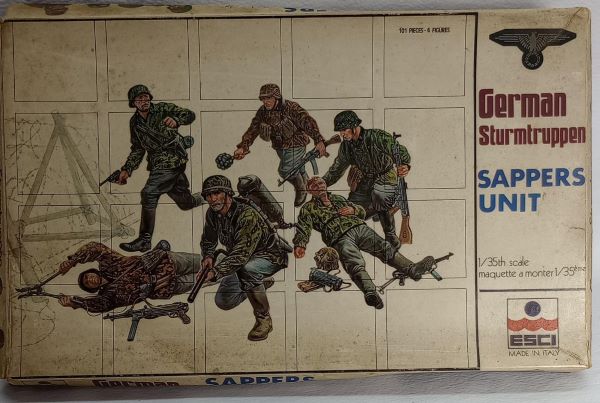 101 PIECES - 6 FIGURES
German
Sturmtruppen
SAPPERS
UNIT
1/35th scale
maquette a monter 1/35ème
ESCI
MADE IN ITALY
German SAPPERS